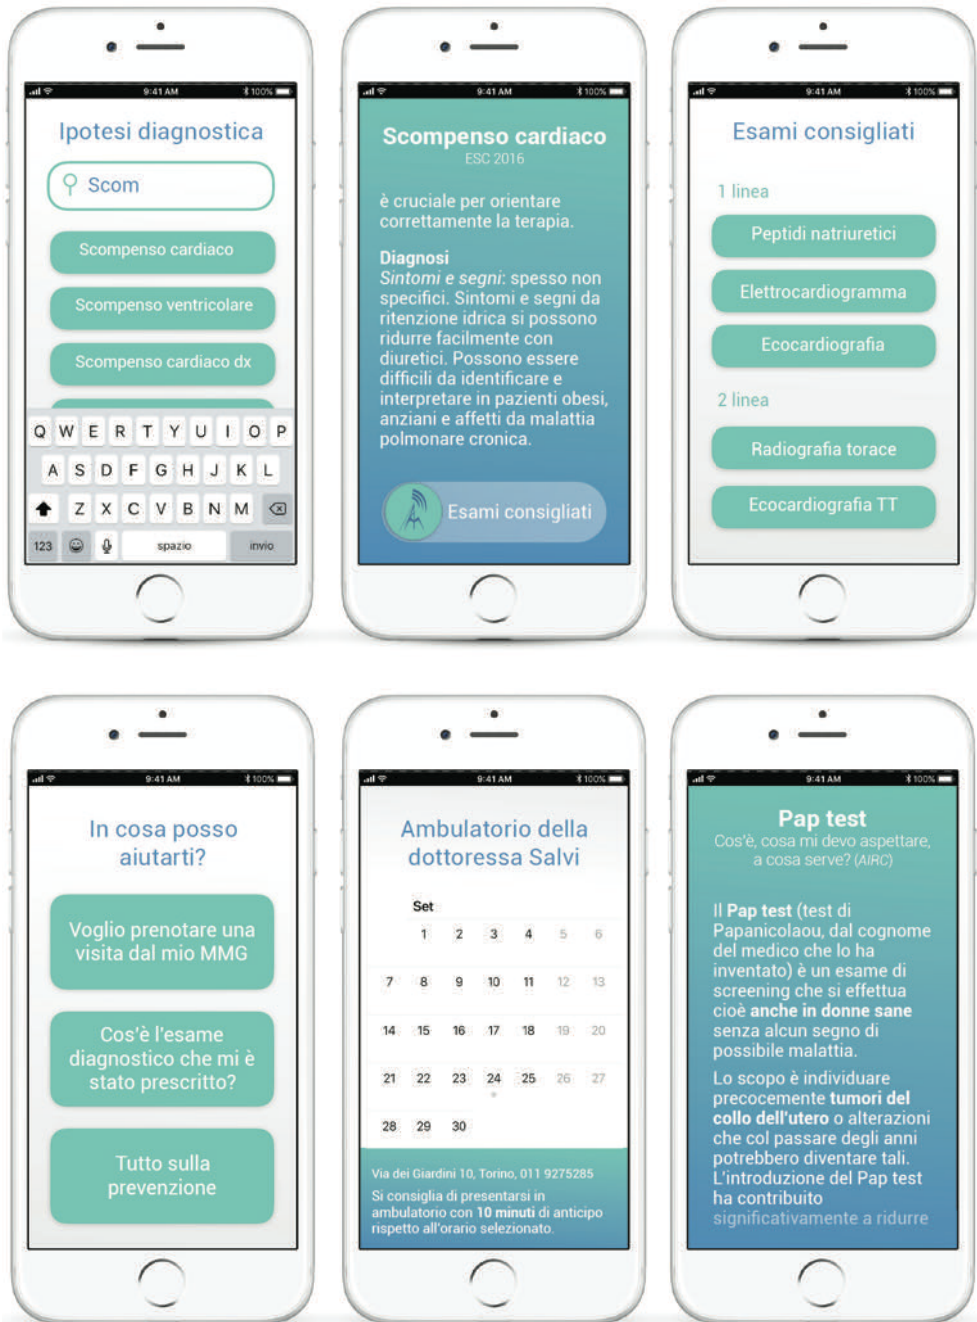 9:41 AM
100%
Ipotesi diagnostica
Scom
Scompenso cardiaco
Scompenso ventricolare
Scompenso cardiaco dx
Q W E R T Y U I O P
A S D F G H J K L
Z X C V B N M
123
spazio
invio
9:41 AM
100%
Scompenso cardiaco
ESC 2016
è cruciale per orientare
correttamente la terapia.
Diagnosi
Sintomi e segni: spesso non
specifici. Sintomi e segni da
ritenzione idrica si possono
ridurre facilmente con
diuretici. Possono essere
difficili da identificare e
interpretare in pazienti obesi,
anziani e affetti da malattia
polmonare cronica.
Esami consigliati
9:41 AM
100%
Esami consigliati
1 linea
Peptidi natriuretici
Elettrocardiogramma
Ecocardiografia
2 linea
Radiografia torace
Ecocardiografia TT
9:41 AM
100%
In cosa posso
aiutarti?
Voglio prenotare una
visita dal mio MMG
Cos'è l'esame
diagnostico che mi è
stato prescritto?
Tutto sulla
prevenzione
9:41 AM
100%
Ambulatorio della
dottoressa Salvi
Set
1 2 3 4 5 6
7 8 9 10 11 12 13
14 15 16 17 18 19 20
21 22 23 24 25 26 27
28 29 30
Via dei Giardini 10, Torino, 011 9275285
Si consiglia di presentarsi in
ambulatorio con 10 minuti di anticipo
rispetto all'orario selezionato.
9:41 AM
100%
Pap test
Cos'è, cosa mi devo aspettare,
a cosa serve? (AIRC)
Il Pap test (test di
Papanicolaou, dal cognome
del medico che lo ha
inventato) è un esame di
screening che si effettua
cioè anche in donne sane
senza alcun segno di
possibile malattia.
Lo scopo è individuare
precocemente tumori del
collo dell'utero o alterazioni
che col passare degli anni
potrebbero diventare tali.
L'introduzione del Pap test
ha contribuito
significativamente a ridurre